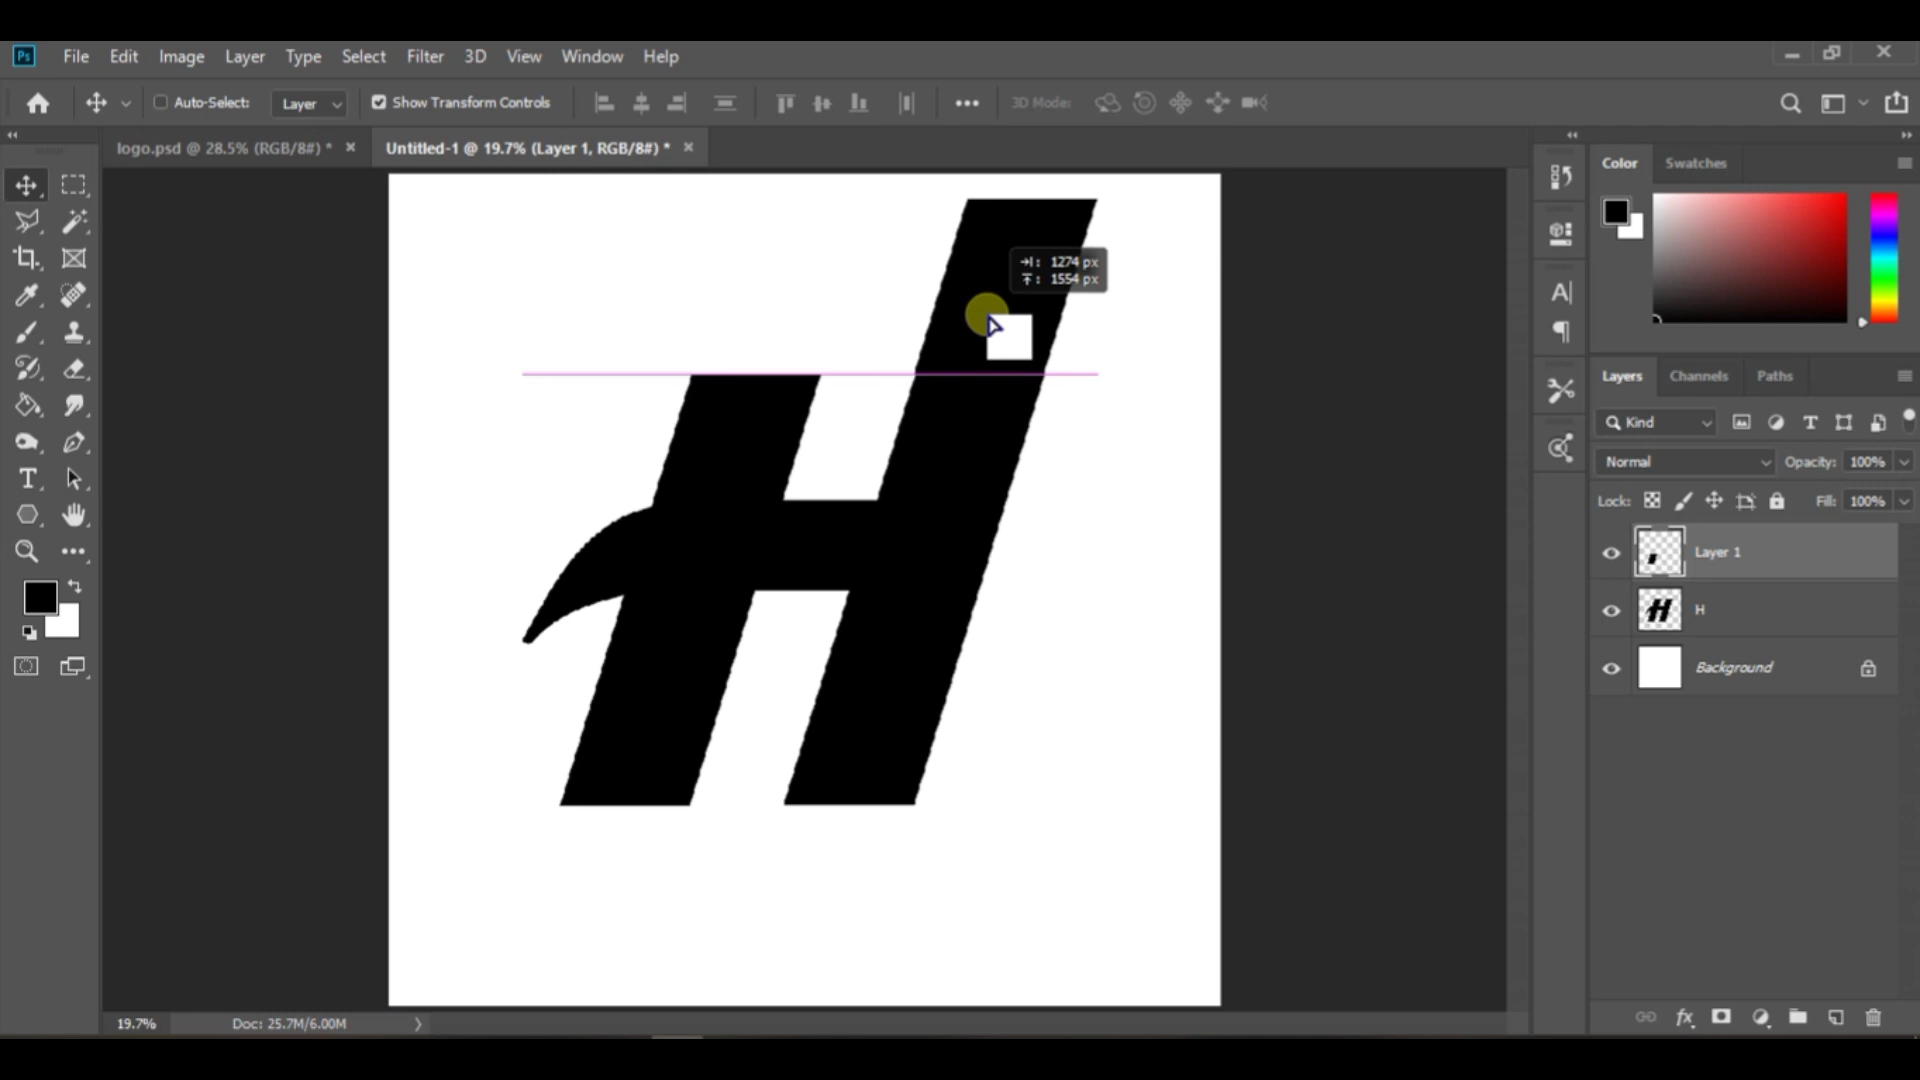 Ps File Edit Image Layer Type Select Filter 3D View Window Help
Auto-Select: Layer Show Transform Controls 3D Mode:
logo.psd @ 28.5% (RGB/8#) * Untitled-1 @ 19.7% (Layer 1, RGB/8#) *
Color Swatches
1274 px
1554 px
Layers Channels Paths
Kind
Normal Opacity: 100%
Lock: Fill: 100%
Layer 1
H
Background
H
19.7% Doc: 25.7M/6.00M